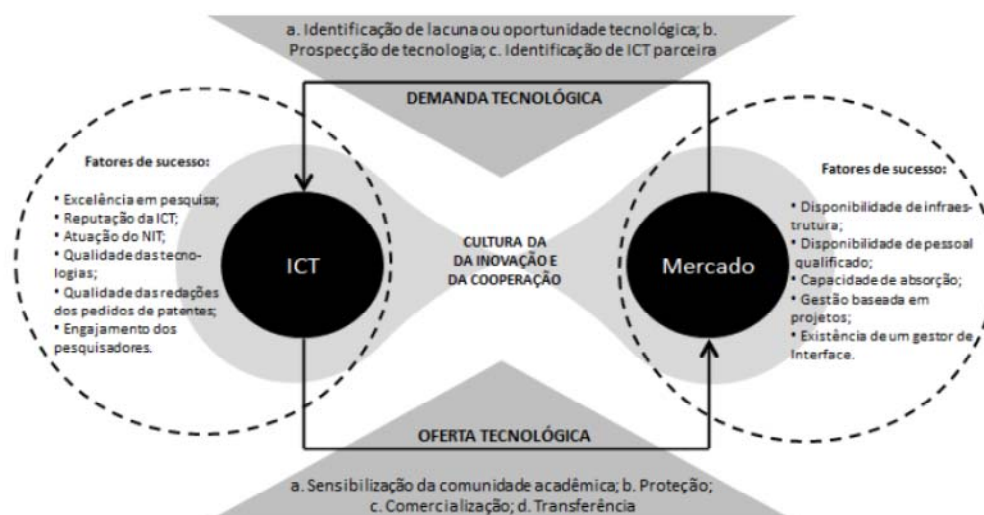 a. Identificação de lacuna ou oportunidade tecnológica; b.
Prospecção de tecnologia; c. Identificação de ICT parceira
DEMANDA TECNOLÓGICA
Fatores de sucesso:
• Excelência em pesquisa;
• Reputação da ICT;
• Atuação do NIT;
• Qualidade das tecno-
logias;
• Qualidade das redações
dos pedidos de patentes;
• Engajamento dos
pesquisadores.
ICT
CULTURA DA
DA INOVAÇÃO E
DA COOPERAÇÃO
Mercado
Fatores de sucesso:
• Disponibilidade de infraes-
trutura;
• Disponibilidade de pessoal
qualificado;
• Capacidade de absorção;
• Gestão baseada em
projetos;
• Existência de um gestor de
Interface.
OFERTA TECNOLÓGICA
a. Sensibilização da comunidade acadêmica; b. Proteção;
c. Comercialização; d. Transferência